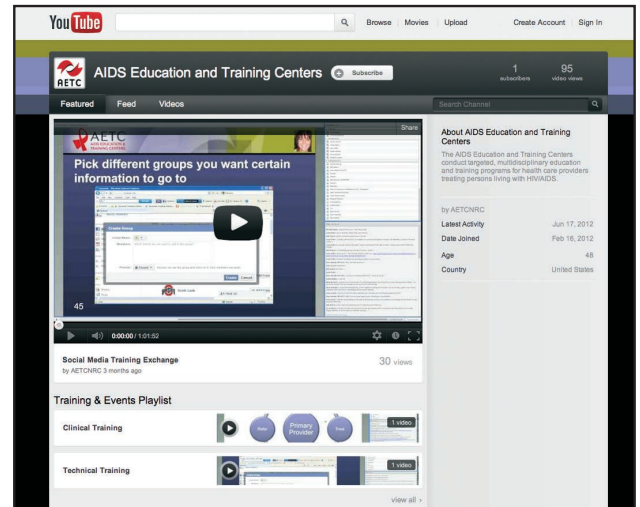 You Tube
Browse Movies Upload Create Account Sign In
AETC
AIDS Education and Training Centers Subscribe
1
subscribers
95
video views
Featured Feed Videos
Search Channel
AETC
AIDS EDUCATION &
TRAINING CENTERS
Share
Pick different groups you want certain
information to go to
Create Group
Create Cancel
45
0:00:00 / 1:01:52
Social Media Training Exchange
by AETCNRC 3 months ago
30 views
About AIDS Education and Training
Centers
The AIDS Education and Training Centers
conduct targeted, multidisciplinary education
and training programs for health care providers
treating persons living with HIV/AIDS.
by AETCNRC
Latest Activity Jun 17, 2012
Date Joined Feb 16, 2012
Age 48
Country United States
Training & Events Playlist
Clinical Training
Primary
Provider
1 video
Technical Training
1 video
view all ›